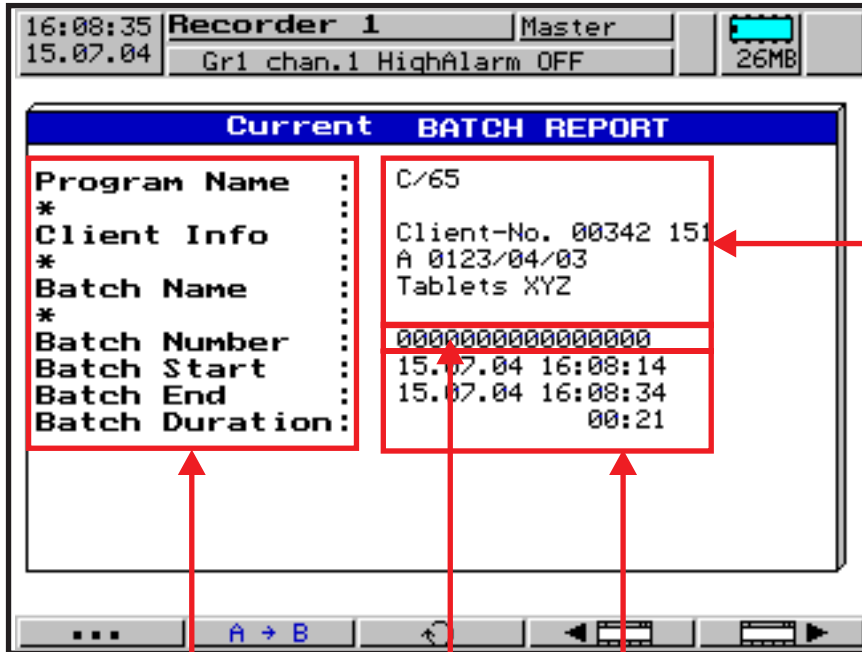 16:08:35 Recorder 1 Master
15.07.04 Gr1 chan.1 HighAlarm OFF 26MB
Current BATCH REPORT
Program Name : C/65
* :
Client Info : Client-No. 00342 151
* : A 0123/04/03
Batch Name : Tablets XYZ
* :
Batch Number : 0000000000000000
Batch Start : 15.07.04 16:08:14
Batch End : 15.07.04 16:08:34
Batch Duration: 00:21
... A → B